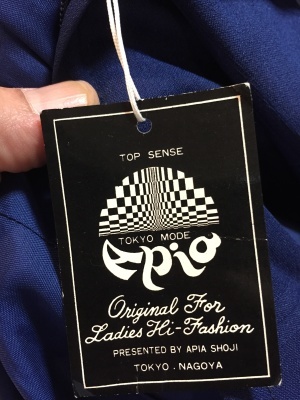 TOP SENSE
TOKYO MODE
Apia
Original For
Ladies Hi-Fashion
PRESENTED BY APIA SHOJI
TOKYO . NAGOYA